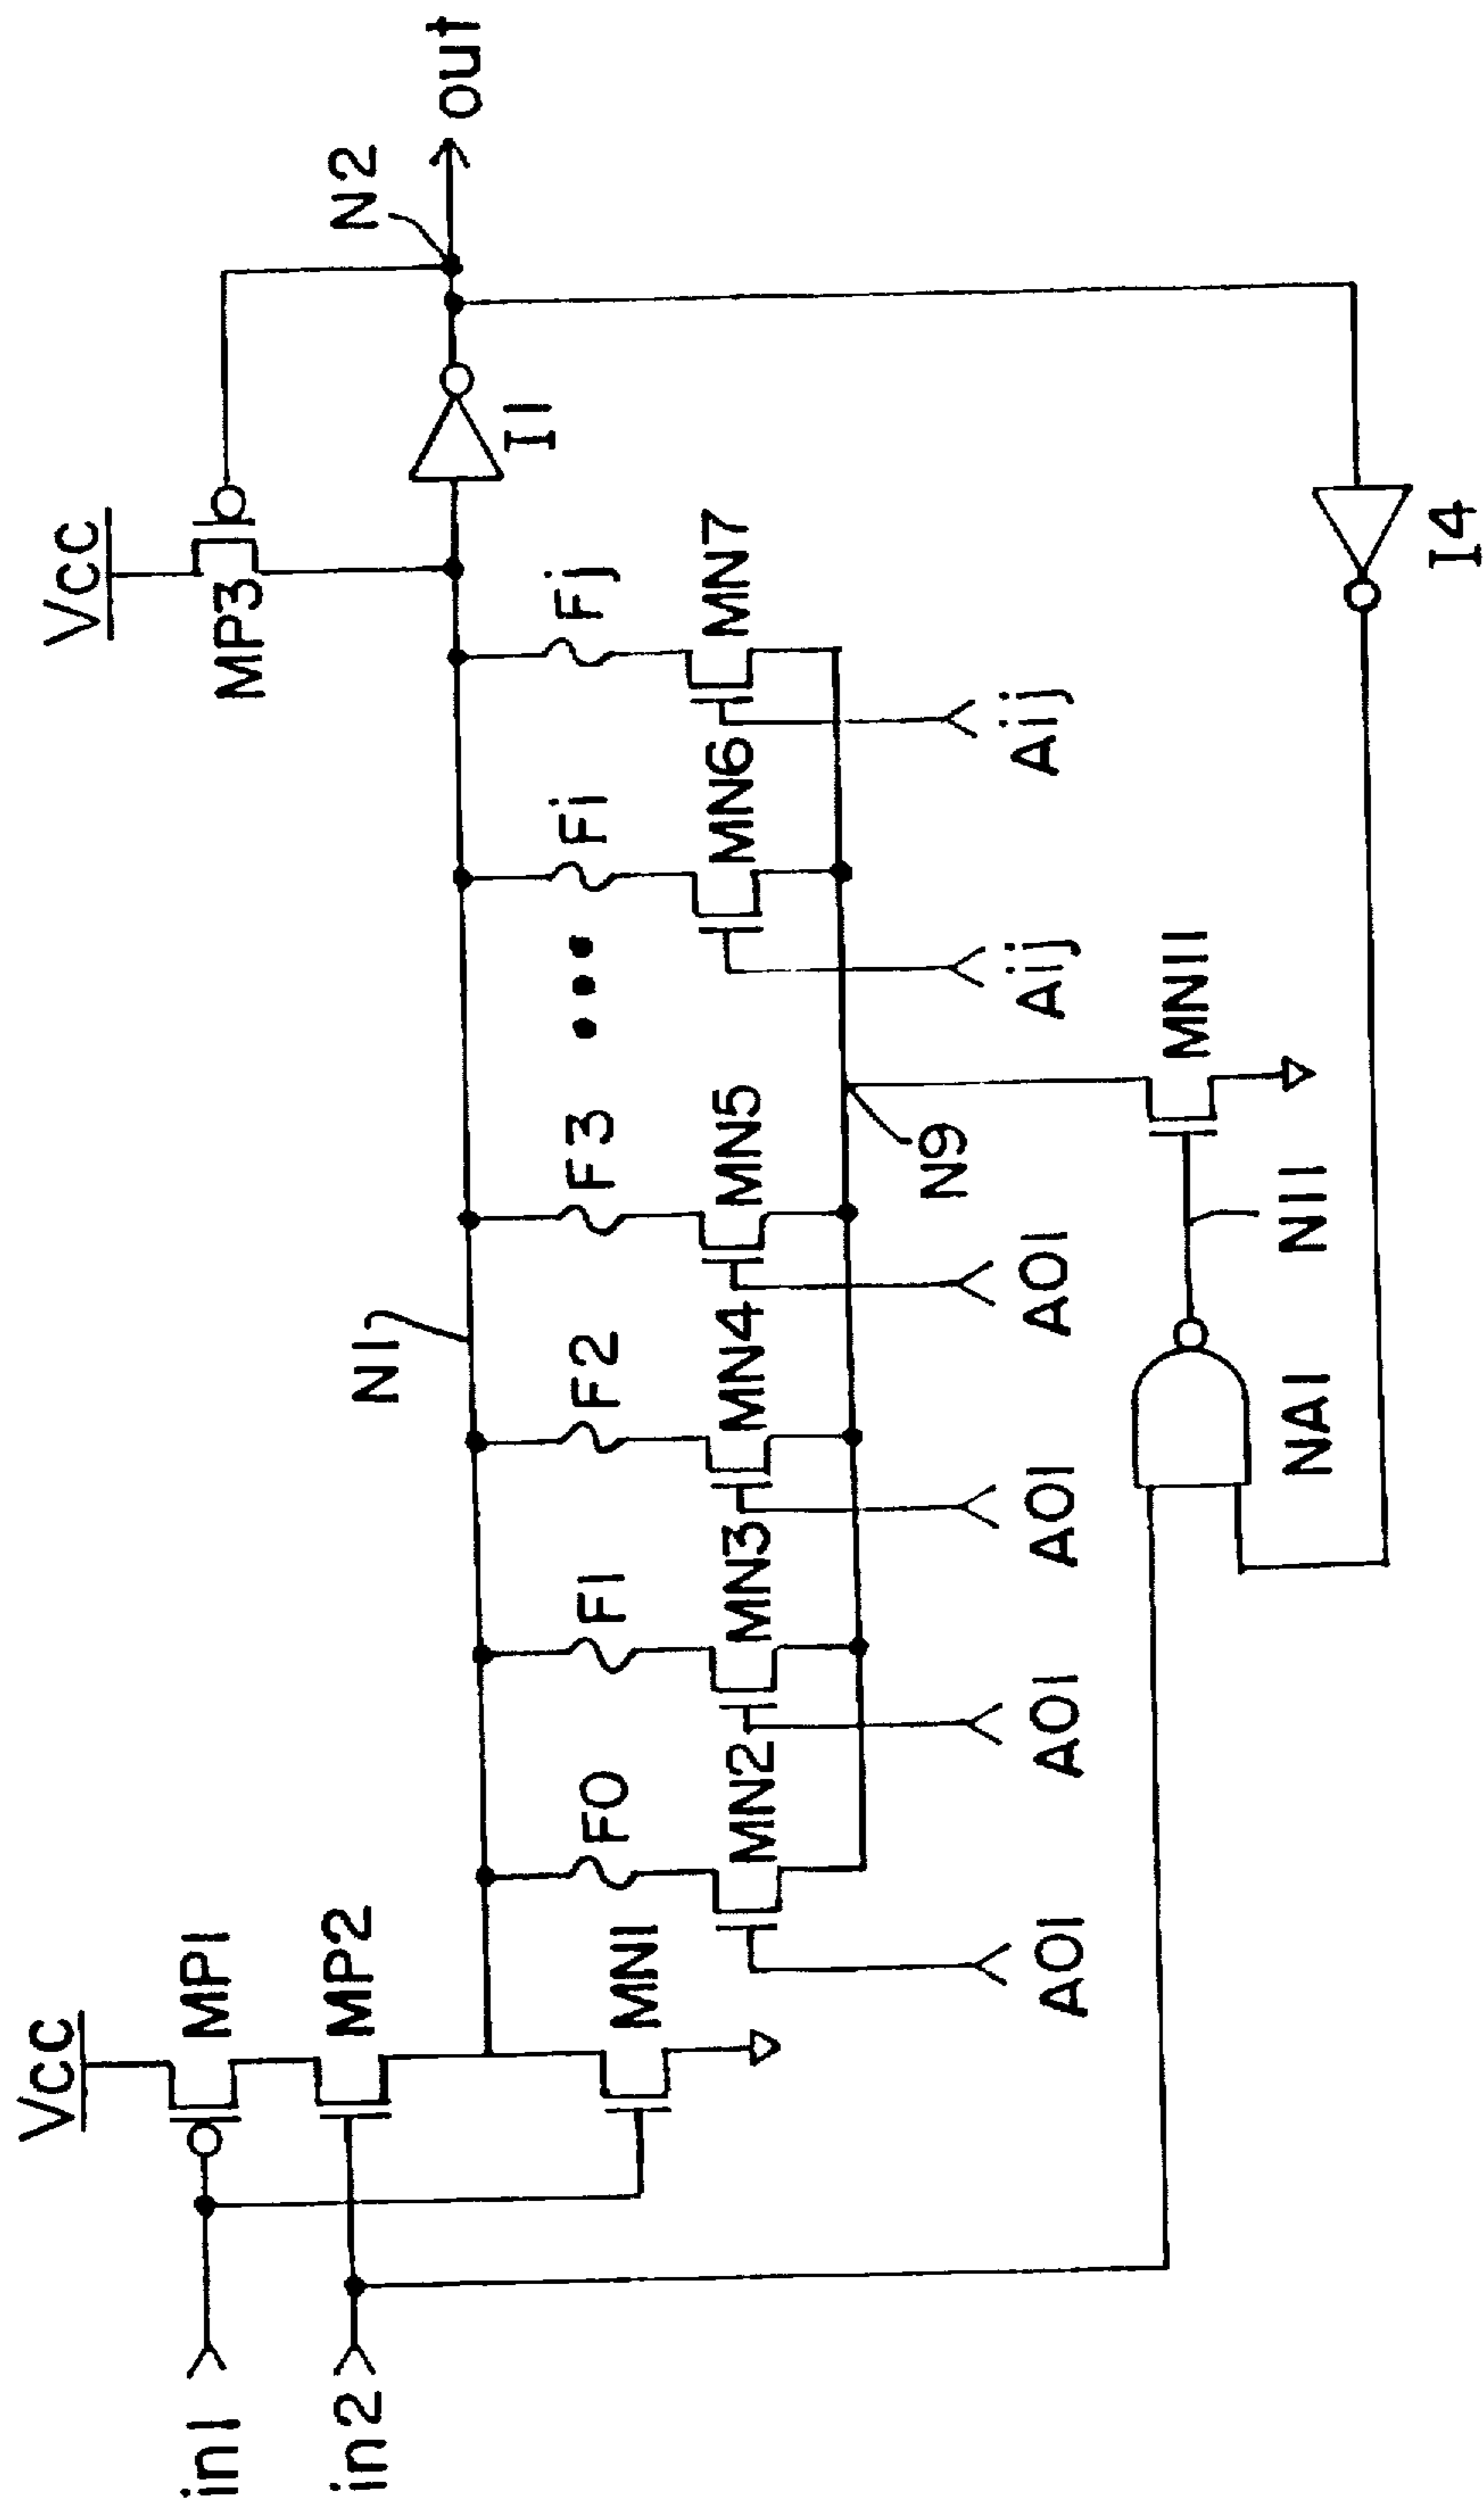 Vcc
Vcc
in1
MP1
MP3
in2
MP2
N1
N2
out
I1
F0
F1
F2
F3
Fi
Fj
MN1
MN2
MN3
MN4
MN5
MN6
MN7
A01
A01
A01
A01
Aij
Aij
N9
MN11
NA1
N11
I4